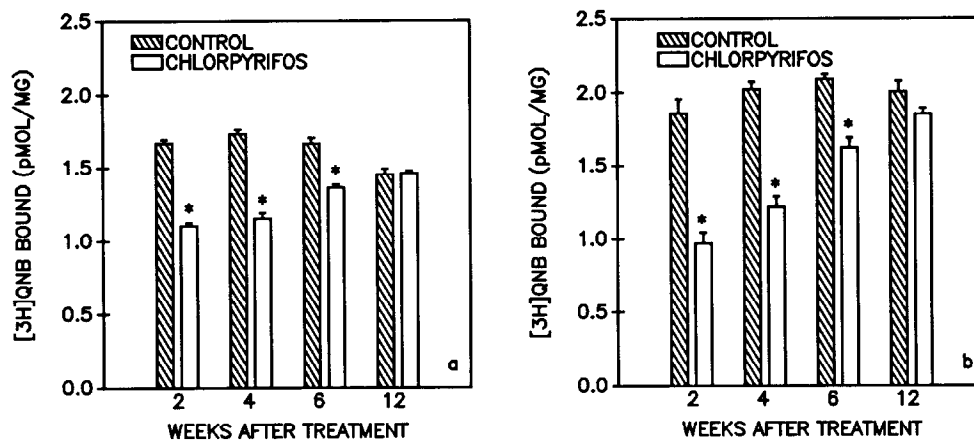 2.5
2.0
1.5
1.0
0.5
0.0
[3H]QNB BOUND (pMOL/MG)
CONTROL
CHLORPYRIFOS
*
*
*
a
2 4 6 12
WEEKS AFTER TREATMENT
2.5
2.0
1.5
1.0
0.5
0.0
[3H]QNB BOUND (pMOL/MG)
CONTROL
CHLORPYRIFOS
*
*
*
b
2 4 6 12
WEEKS AFTER TREATMENT